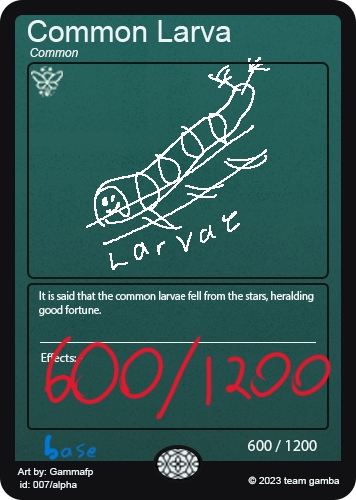 Common Larva
Common
Larvae
It is said that the common larvae fell from the stars, heralding
good fortune.
Effects:
600/1200
base
600 / 1200
Art by: Gammafp
id: 007/alpha
© 2023 team gamba